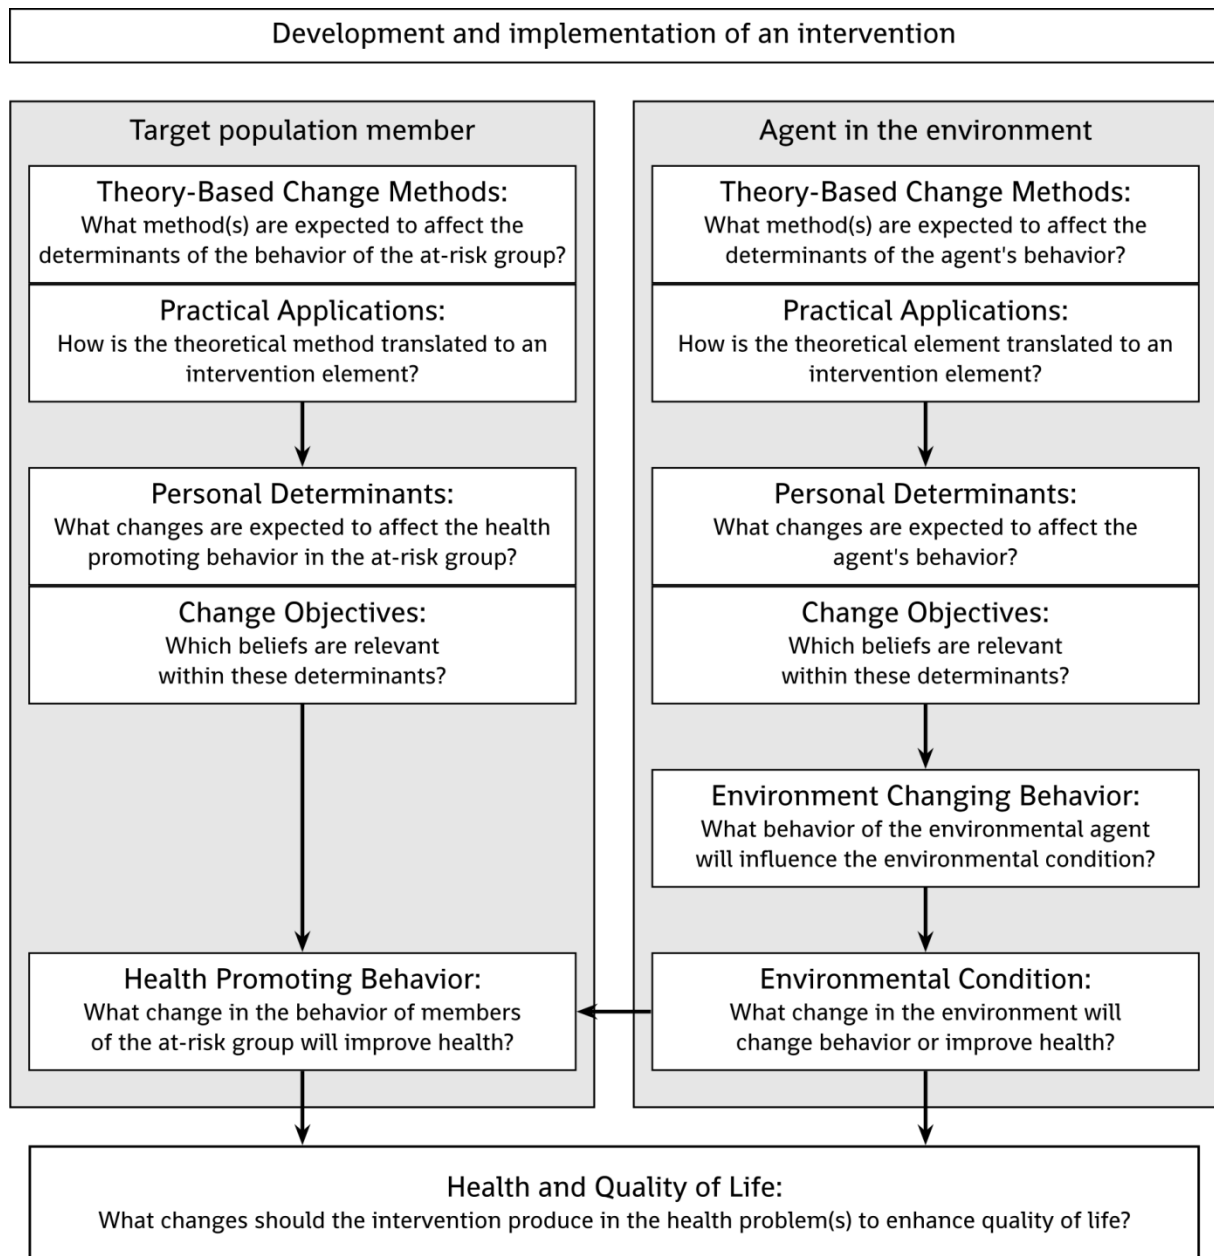 Development and implementation of an intervention
Target population member
Theory-Based Change Methods:
What method(s) are expected to affect the
determinants of the behavior of the at-risk group?
Practical Applications:
How is the theoretical method translated to an
intervention element?
Personal Determinants:
What changes are expected to affect the health
promoting behavior in the at-risk group?
Change Objectives:
Which beliefs are relevant
within these determinants?
Health Promoting Behavior:
What change in the behavior of members
of the at-risk group will improve health?
Agent in the environment
Theory-Based Change Methods:
What method(s) are expected to affect the
determinants of the agent's behavior?
Practical Applications:
How is the theoretical element translated to an
intervention element?
Personal Determinants:
What changes are expected to affect the
agent's behavior?
Change Objectives:
Which beliefs are relevant
within these determinants?
Environment Changing Behavior:
What behavior of the environmental agent
will influence the environmental condition?
Environmental Condition:
What change in the environment will
change behavior or improve health?
Health and Quality of Life:
What changes should the intervention produce in the health problem(s) to enhance quality of life?